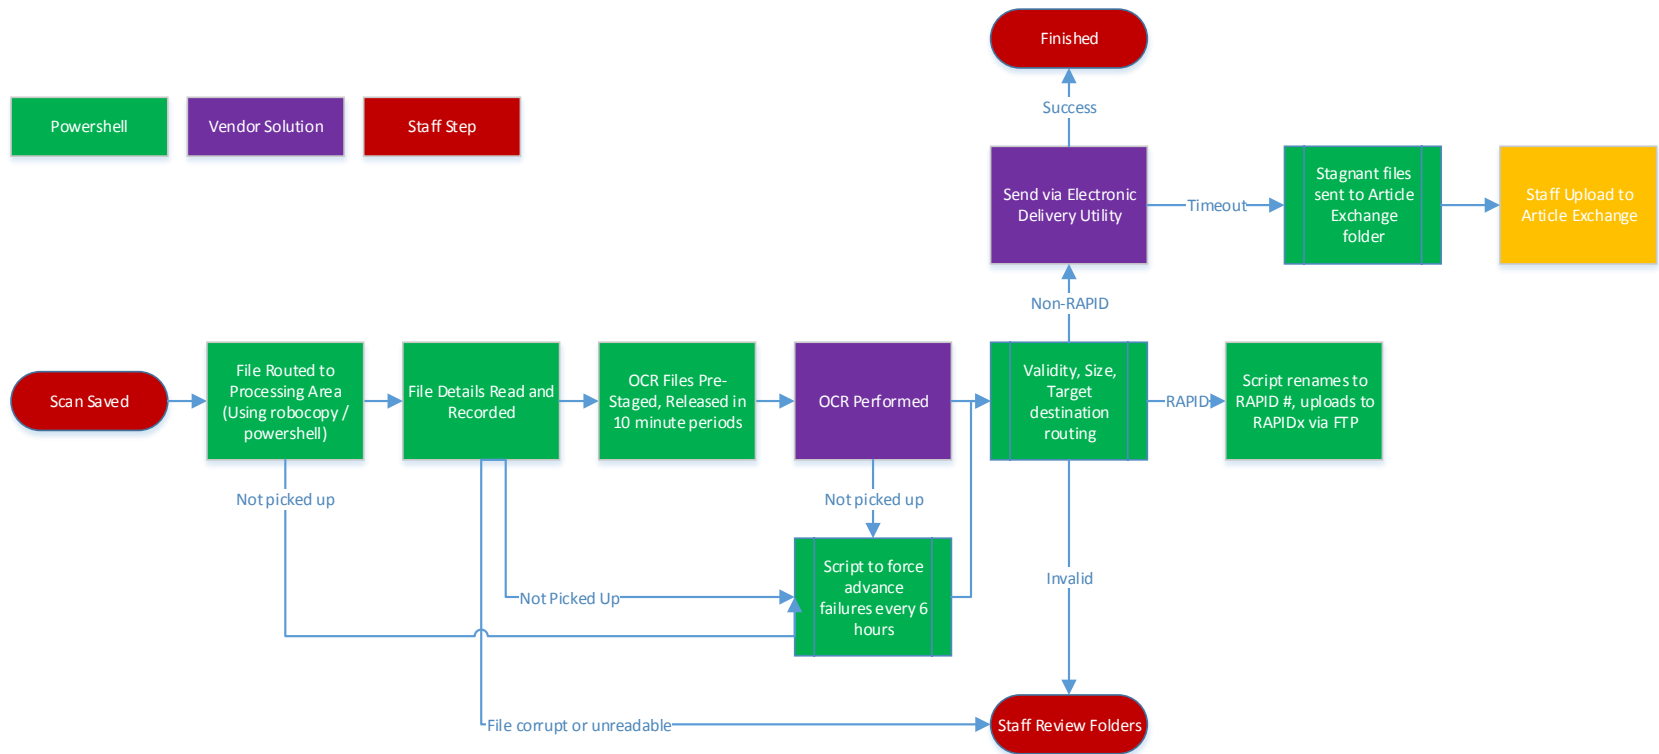 Finished
Success
Powershell
Vendor Solution
Staff Step
Send via Electronic
Delivery Utility
Timeout
Stagnant files
sent to Article
Exchange
folder
Staff Upload to
Article Exchange
Non-RAPID
Scan Saved
File Routed to
Processing Area
(Using robocopy /
powershell)
File Details Read and
Recorded
OCR Files Pre-
Staged, Released in
10 minute periods
OCR Performed
Validity, Size,
Target
destination
routing
RAPID
Script renames to
RAPID #, uploads to
RAPIDx via FTP
Not picked up
Not picked up
Script to force
advance
failures every 6
hours
Not Picked Up
Invalid
File corrupt or unreadable
Staff Review Folders